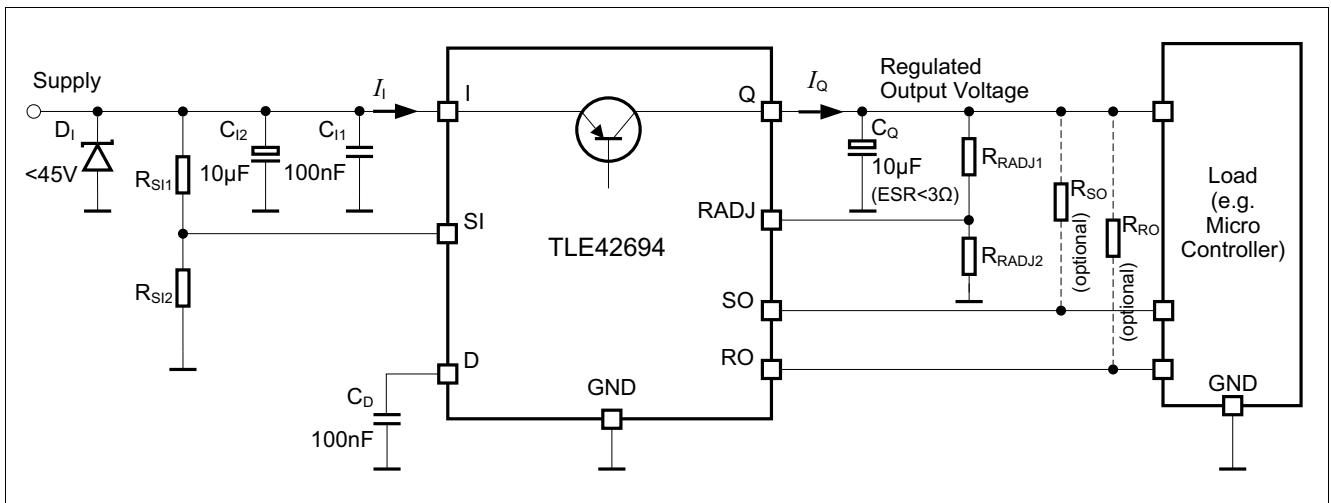 Supply
D_I
<45V
R_SI1
R_SI2
C_I2
10µF
C_I1
100nF
I_I
I
SI
D
C_D
100nF
TLE42694
GND
Q
RADJ
SO
RO
I_Q
Regulated
Output Voltage
C_Q
10µF
(ESR<3Ω)
R_RADJ1
R_RADJ2
R_SO
(optional)
R_RO
(optional)
Load
(e.g.
Micro
Controller)
GND